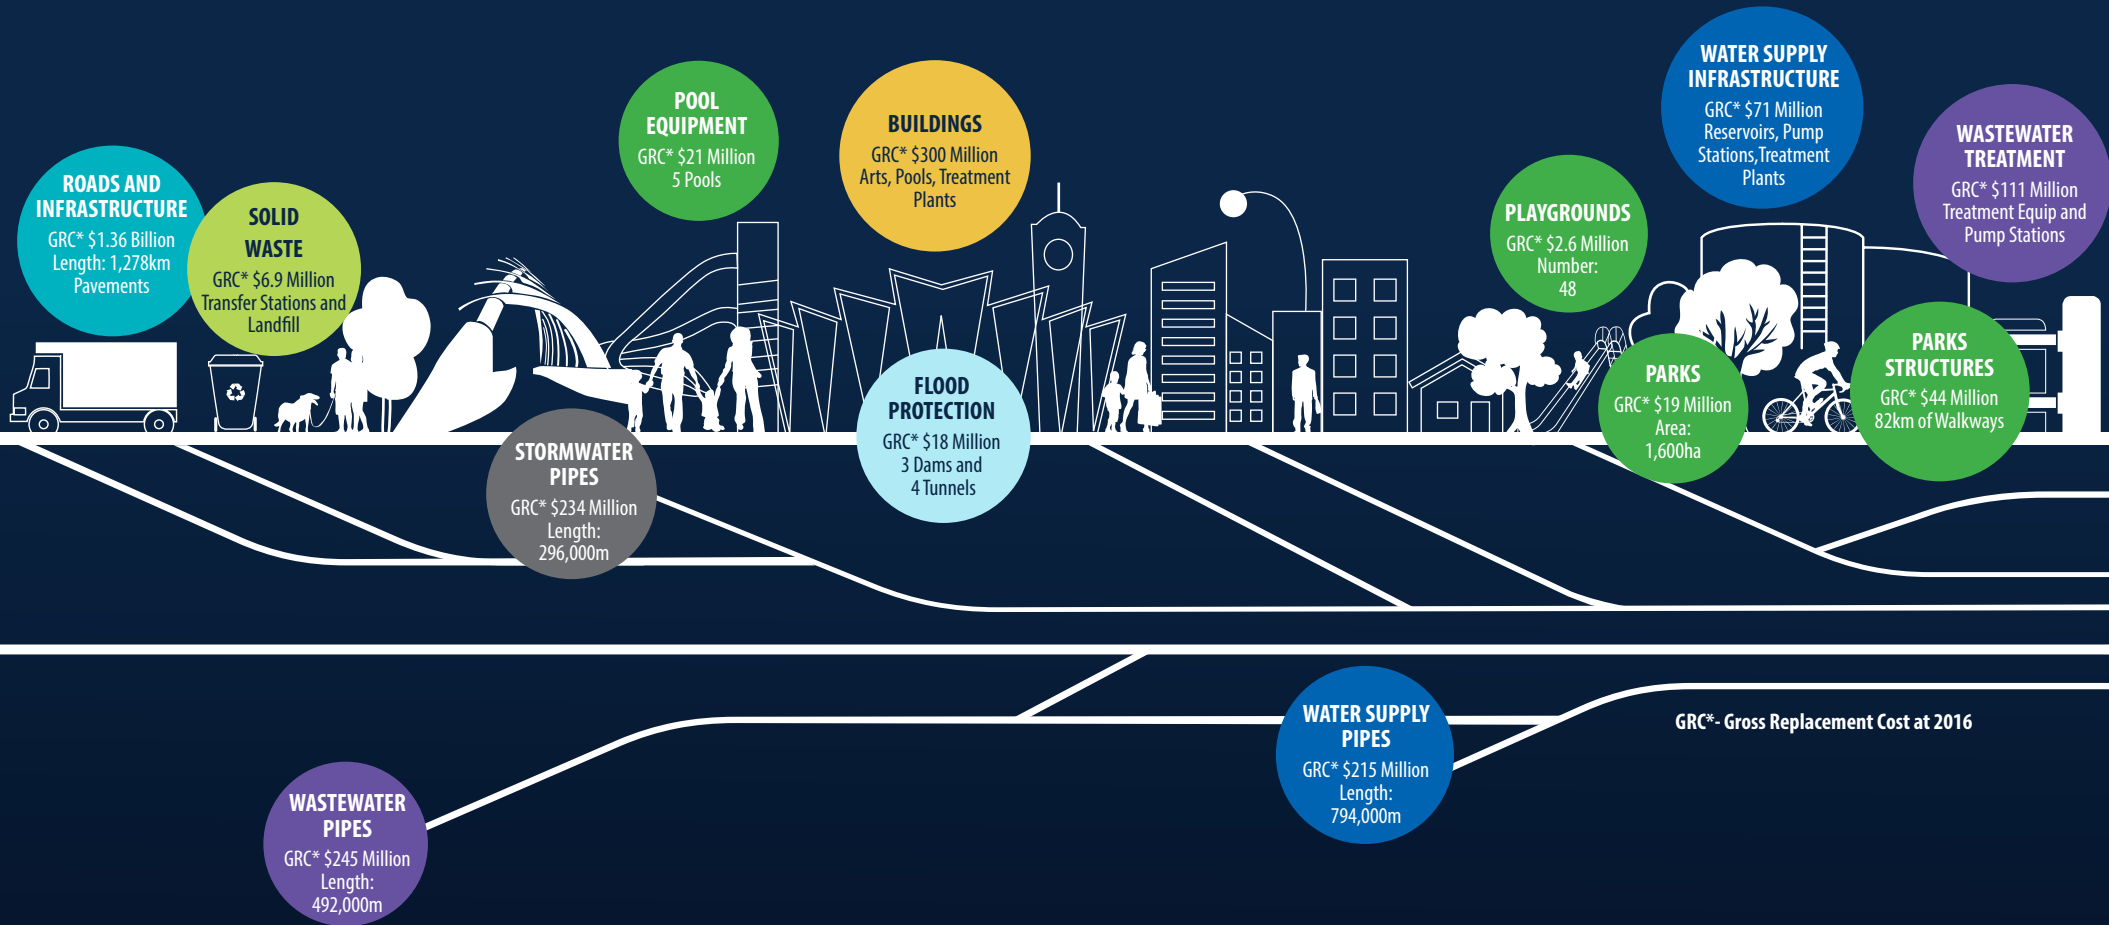 ROADS AND
INFRASTRUCTURE
GRC* $1.36 Billion
Length: 1,278km
Pavements
SOLID
WASTE
GRC* $6.9 Million
Transfer Stations and
Landfill
POOL
EQUIPMENT
GRC* $21 Million
5 Pools
BUILDINGS
GRC* $300 Million
Arts, Pools, Treatment
Plants
PLAYGROUNDS
GRC* $2.6 Million
Number:
48
WATER SUPPLY
INFRASTRUCTURE
GRC* $71 Million
Reservoirs, Pump
Stations,Treatment
Plants
WASTEWATER
TREATMENT
GRC* $111 Million
Treatment Equip and
Pump Stations
STORMWATER
PIPES
GRC* $234 Million
Length:
296,000m
FLOOD
PROTECTION
GRC* $18 Million
3 Dams and
4 Tunnels
PARKS
GRC* $19 Million
Area:
1,600ha
PARKS
STRUCTURES
GRC* $44 Million
82km of Walkways
WASTEWATER
PIPES
GRC* $245 Million
Length:
492,000m
WATER SUPPLY
PIPES
GRC* $215 Million
Length:
794,000m
GRC*- Gross Replacement Cost at 2016